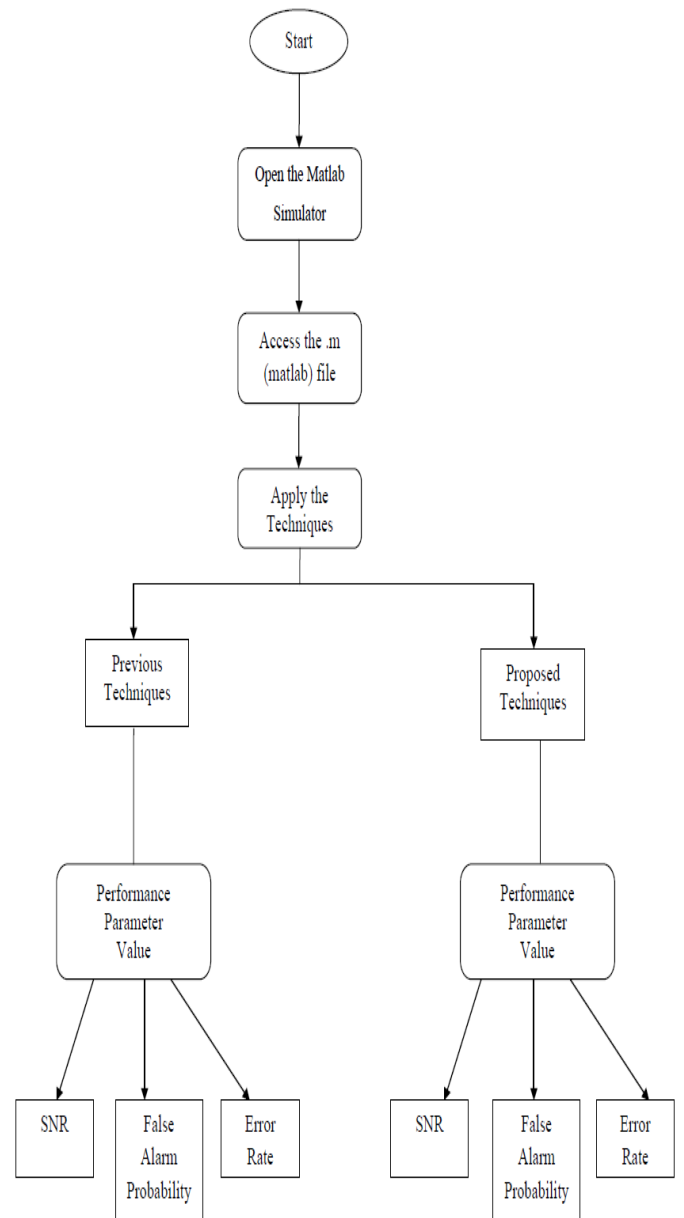 Start
Open the Matlab
Simulator
Access the .m
(matlab) file
Apply the
Techniques
Previous
Techniques
Proposed
Techniques
Performance
Parameter
Value
Performance
Parameter
Value
SNR
False
Alarm
Probability
Error
Rate
SNR
False
Alarm
Probability
Error
Rate